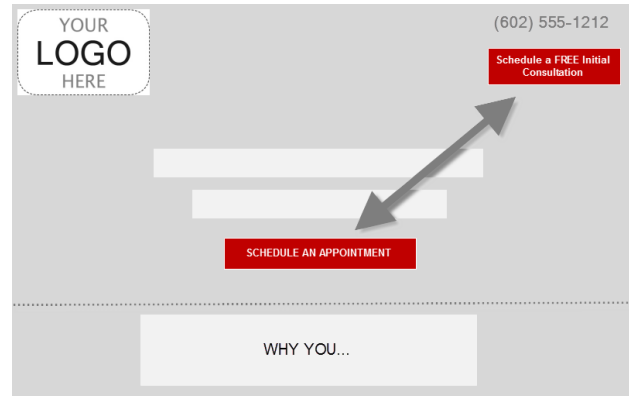 YOUR
LOGO
HERE
(602) 555-1212
Schedule a FREE Initial
Consultation
SCHEDULE AN APPOINTMENT
WHY YOU...